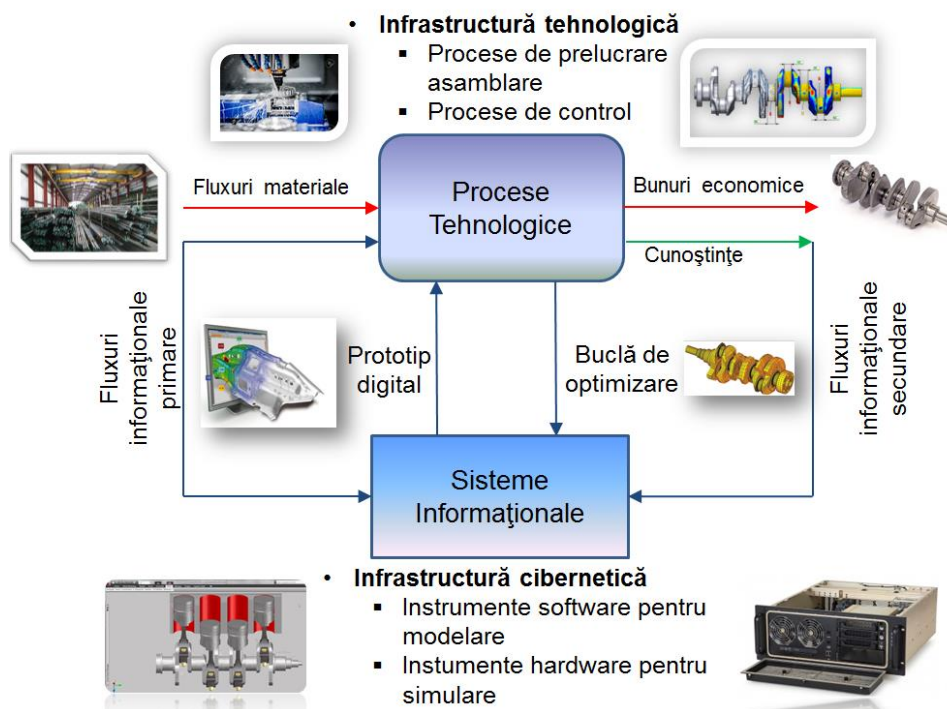 • Infrastructură tehnologică
▪ Procese de prelucrare
asamblare
▪ Procese de control
Fluxuri materiale
Procese
Tehnologice
Bunuri economice
Cunoştinţe
Fluxuri
informaţionale
primare
Prototip
digital
Buclă de
optimizare
Fluxuri
informaţionale
secundare
Sisteme
Informaţionale
• Infrastructură cibernetică
▪ Instrumente software pentru
modelare
▪ Instumente hardware pentru
simulare